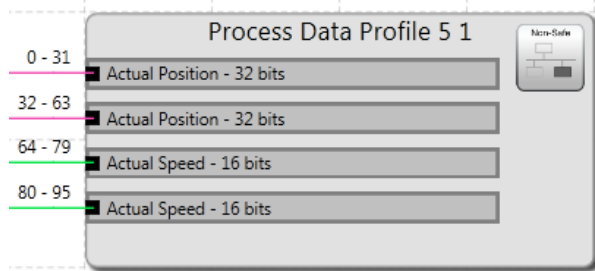 Process Data Profile 5 1
Non-Safe
0 - 31
Actual Position - 32 bits
32 - 63
Actual Position - 32 bits
64 - 79
Actual Speed - 16 bits
80 - 95
Actual Speed - 16 bits